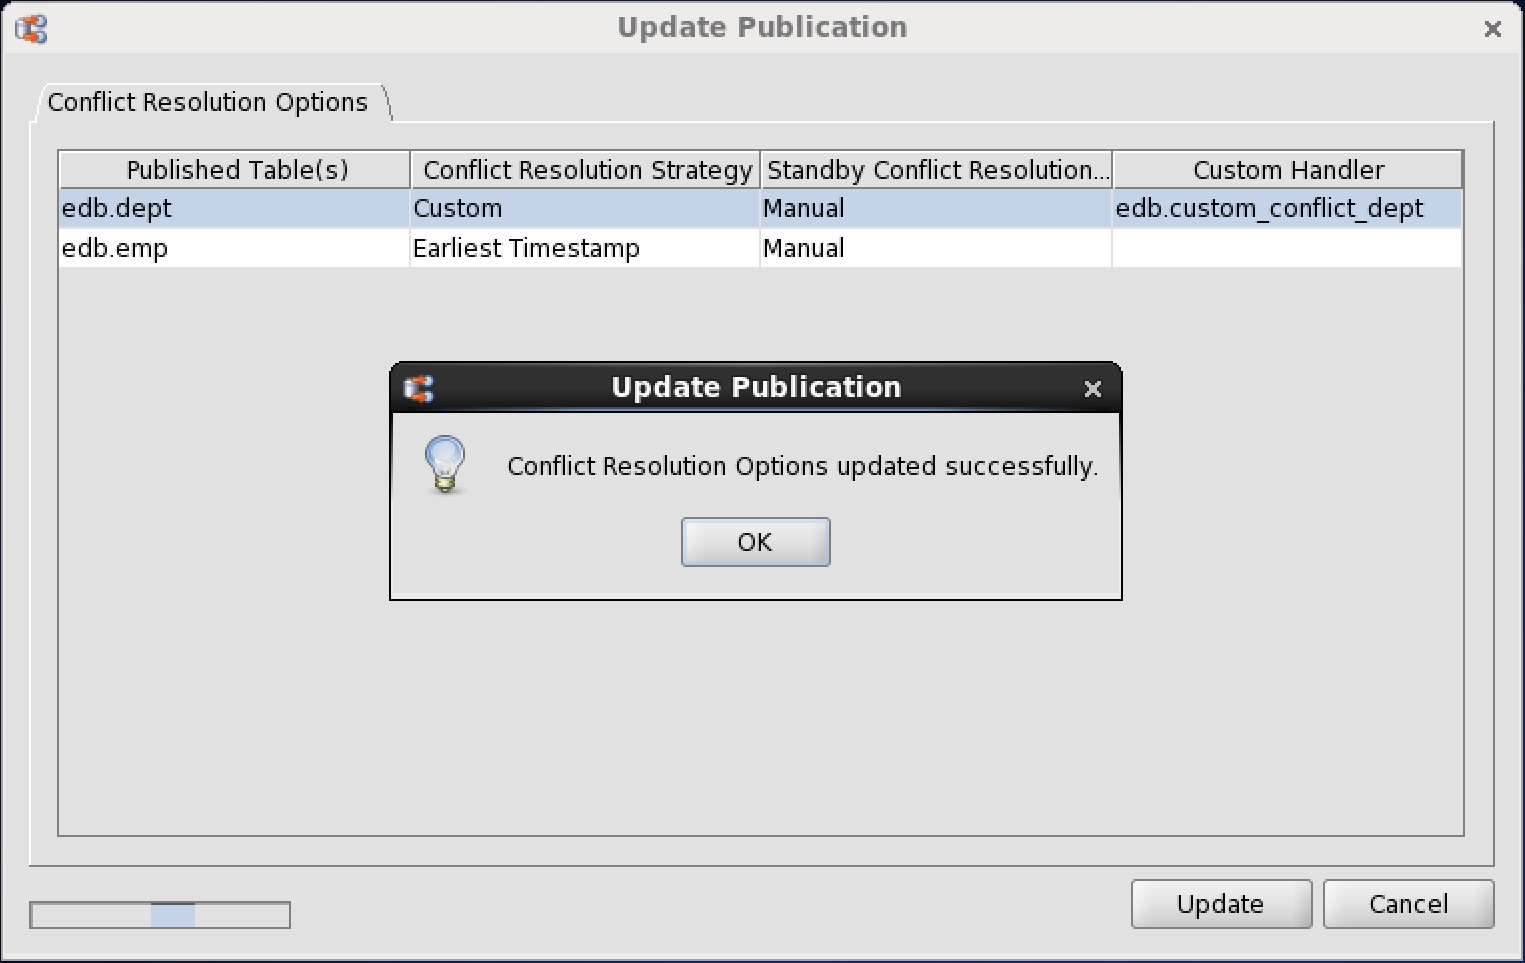 Update Publication
Conflict Resolution Options
Published Table(s) Conflict Resolution Strategy Standby Conflict Resolution... Custom Handler
edb.dept Custom Manual edb.custom_conflict_dept
edb.emp Earliest Timestamp Manual
Update Publication
Conflict Resolution Options updated successfully.
OK
Update Cancel